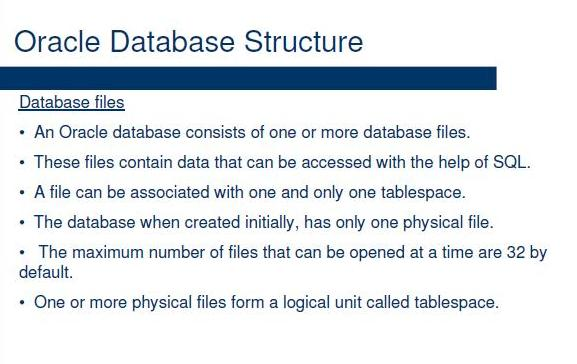 Oracle Database Structure
Database files
• An Oracle database consists of one or more database files.
• These files contain data that can be accessed with the help of SQL.
• A file can be associated with one and only one tablespace.
• The database when created initially, has only one physical file.
• The maximum number of files that can be opened at a time are 32 by
default.
• One or more physical files form a logical unit called tablespace.